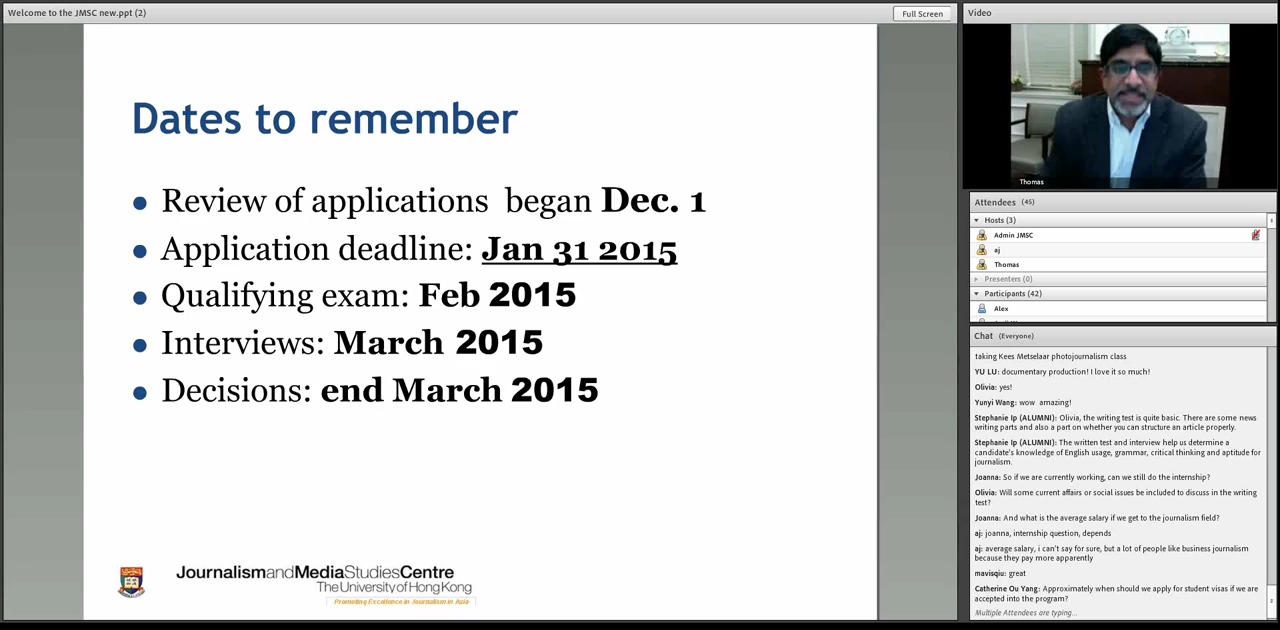 Welcome to the JMSC new.ppt (2)
Full Screen
Dates to remember
Review of applications began Dec. 1
Application deadline: Jan 31 2015
Qualifying exam: Feb 2015
Interviews: March 2015
Decisions: end March 2015
JournalismandMediaStudiesCentre
The University of Hong Kong
Promoting Excellence in Journalism in Asia
Video
Thomas
Attendees (45)
Hosts (3)
Admin JMSC
aj
Thomas
Presenters (0)
Participants (42)
Alex
Chat (Everyone)
taking Kees Metselaar photojournalism class
YU LU: documentary production! I love it so much!
Olivia: yes!
Yunyi Wang: wow amazing!
Stephanie Ip (ALUMNI): Olivia, the writing test is quite basic. There are some news
writing parts and also a part on whether you can structure an article properly.
Stephanie Ip (ALUMNI): The written test and interview help us determine a
candidate's knowledge of English usage, grammar, critical thinking and aptitude for
journalism.
Joanna: So if we are currently working, can we still do the internship?
Olivia: Will some current affairs or social issues be included to discuss in the writing
test?
Joanna: And what is the average salary if we get to the journalism field?
aj: joanna, internship question, depends
aj: average salary, i can't say for sure, but a lot of people like business journalism
because they pay more apparently
mavisqiu: great
Catherine Ou Yang: Approximately when should we apply for student visas if we are
accepted into the program?
Multiple Attendees are typing...